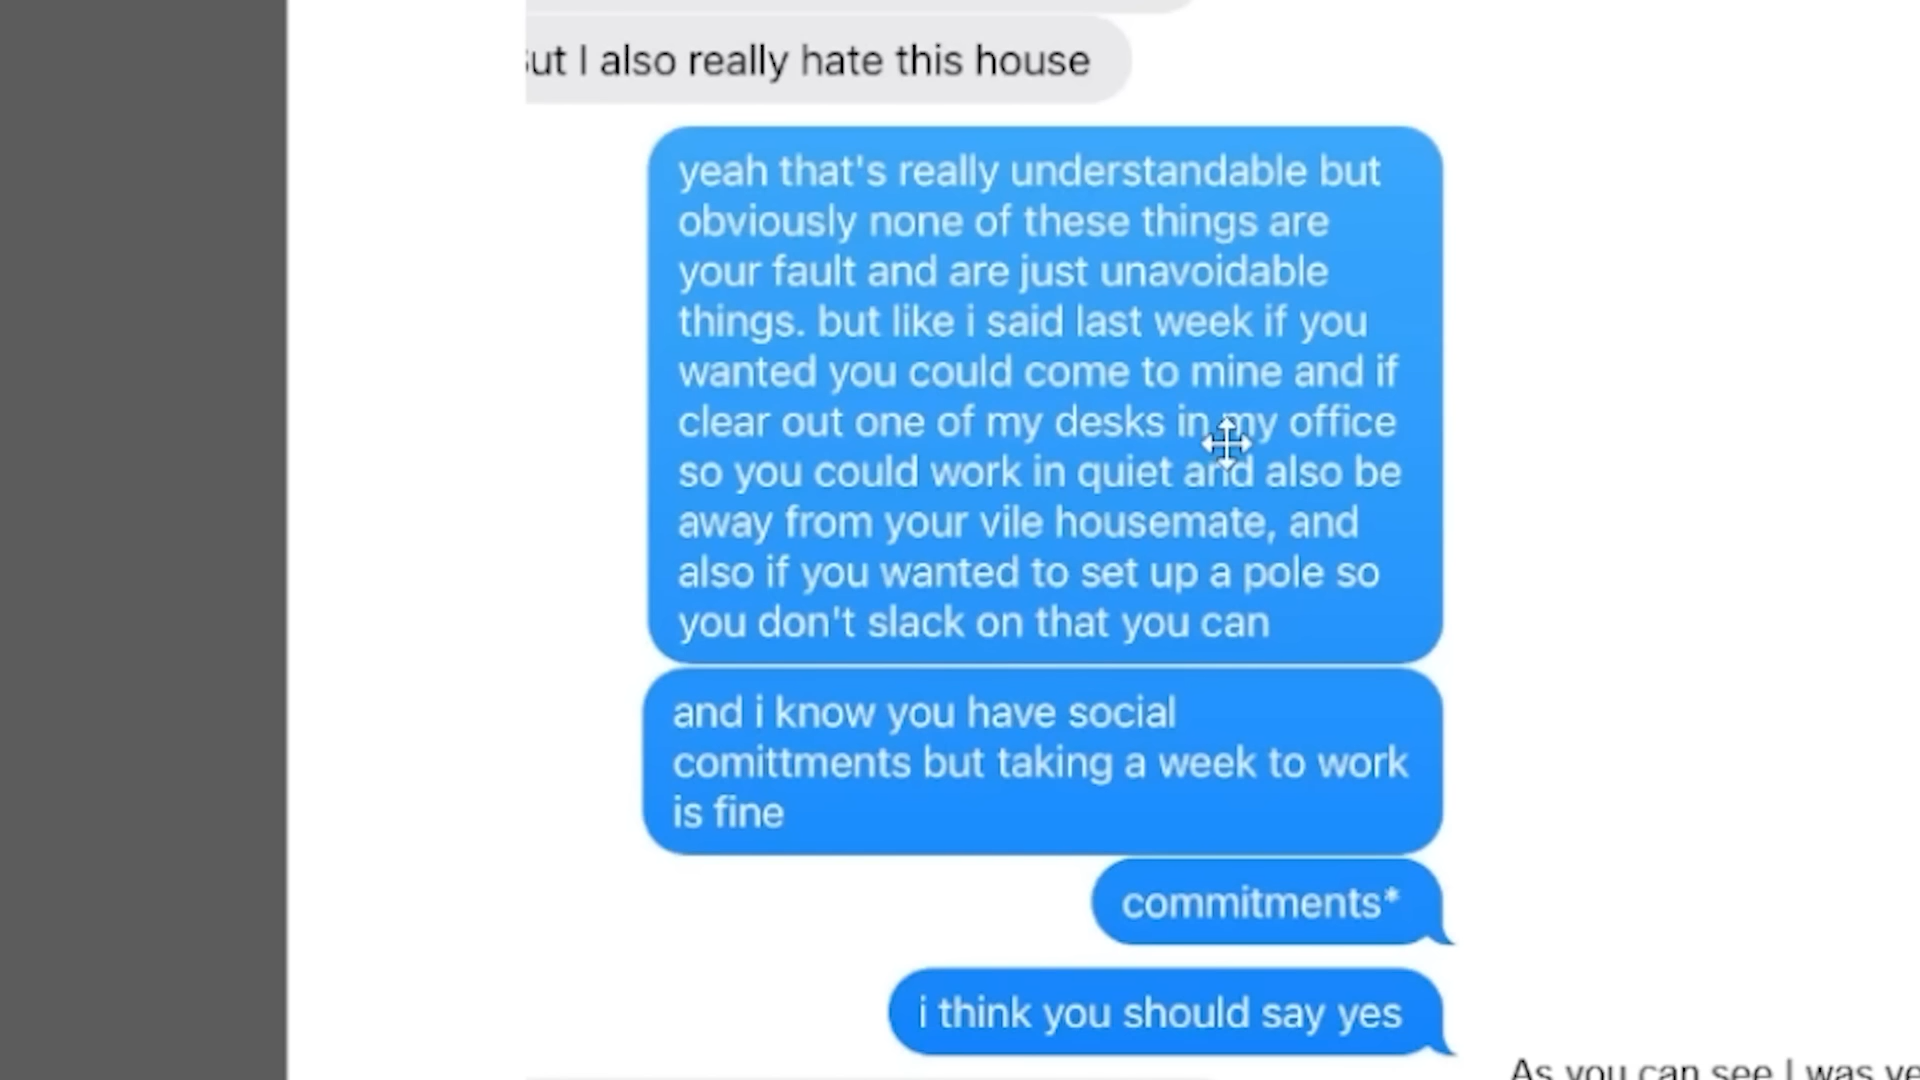 ut I also really hate this house
yeah that's really understandable but
obviously none of these things are
your fault and are just unavoidable
things. but like i said last week if you
wanted you could come to mine and if
clear out one of my desks in my office
so you could work in quiet and also be
away from your vile housemate, and
also if you wanted to set up a pole so
you don't slack on that you can
and i know you have social
comittments but taking a week to work
is fine
commitments*
i think you should say yes
As you can see I was